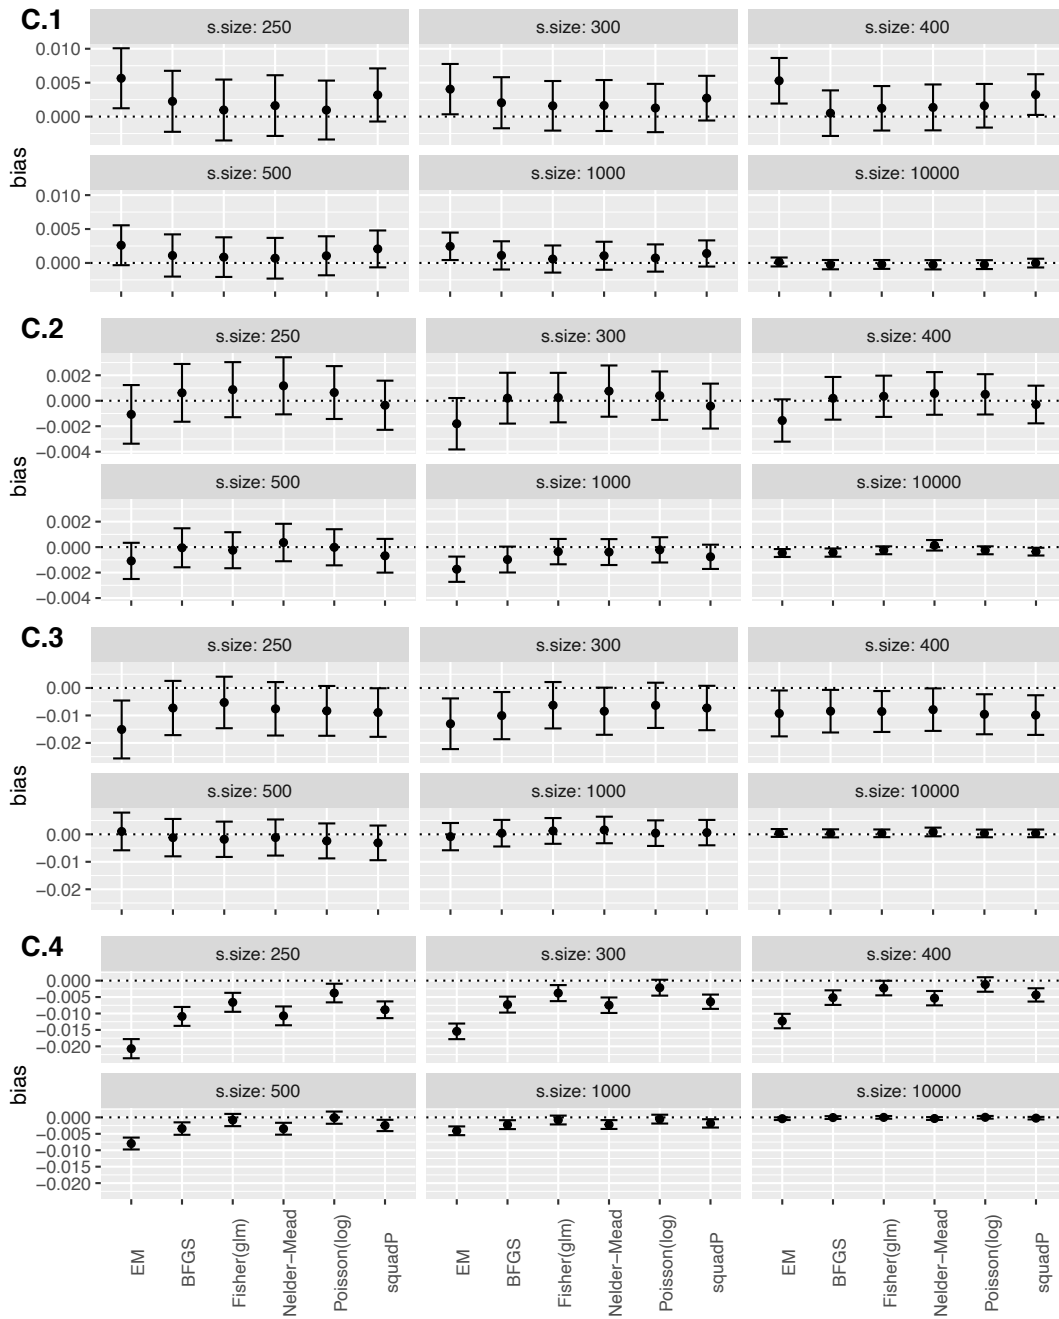 C.1
s.size: 250
s.size: 300
s.size: 400
0.010
0.005
0.000
s.size: 500
s.size: 1000
s.size: 10000
0.010
0.005
0.000
bias
C.2
s.size: 250
s.size: 300
s.size: 400
0.002
0.000
−0.002
−0.004
s.size: 500
s.size: 1000
s.size: 10000
0.002
0.000
−0.002
−0.004
bias
C.3
s.size: 250
s.size: 300
s.size: 400
0.00
−0.01
−0.02
s.size: 500
s.size: 1000
s.size: 10000
0.00
−0.01
−0.02
bias
C.4
s.size: 250
s.size: 300
s.size: 400
0.000
−0.005
−0.010
−0.015
−0.020
s.size: 500
s.size: 1000
s.size: 10000
0.000
−0.005
−0.010
−0.015
−0.020
bias
EM
BFGS
Fisher(glm)
Nelder−Mead
Poisson(log)
squadP
EM
BFGS
Fisher(glm)
Nelder−Mead
Poisson(log)
squadP
EM
BFGS
Fisher(glm)
Nelder−Mead
Poisson(log)
squadP